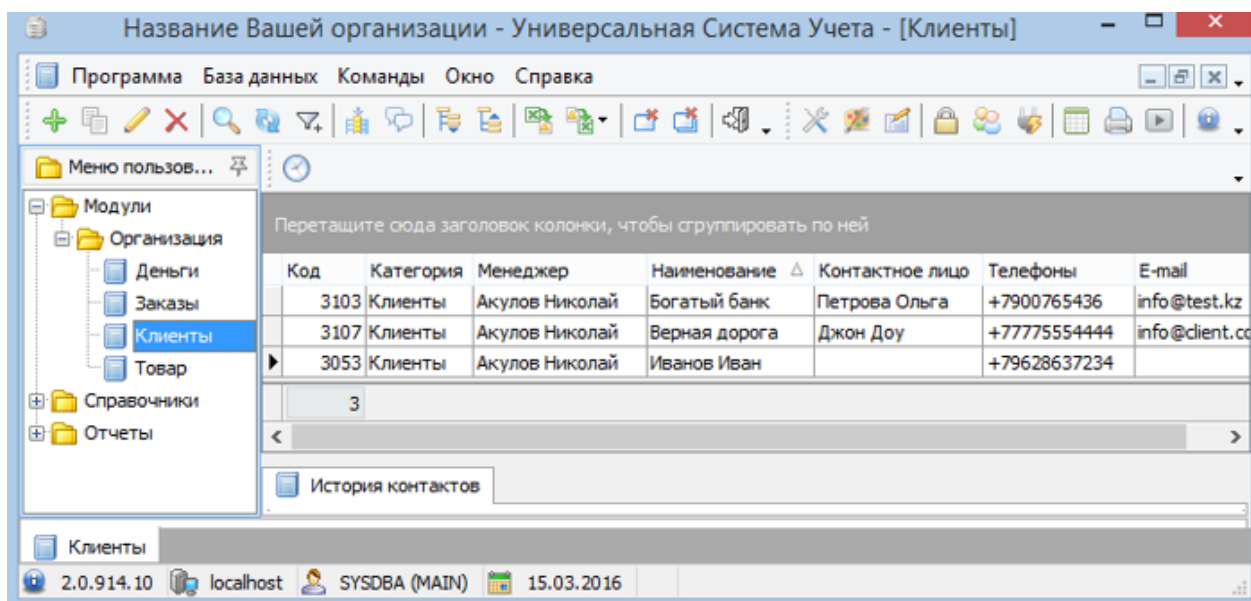 Название Вашей организации - Универсальная Система Учета - [Клиенты]
Программа База данных Команды Окно Справка
Меню пользов...
Модули
Организация
Деньги
Заказы
Клиенты
Товар
Справочники
Отчеты
Перетащите сюда заголовок колонки, чтобы сгруппировать по ней
Код Категория Менеджер Наименование Контактное лицо Телефоны E-mail
3103 Клиенты Акулов Николай Богатый банк Петрова Ольга +7900765436 info@test.kz
3107 Клиенты Акулов Николай Верная дорога Джон Доу +77775554444 info@client.co
3053 Клиенты Акулов Николай Иванов Иван +79628637234
3
История контактов
Клиенты
2.0.914.10 localhost SYSDBA (MAIN) 15.03.2016